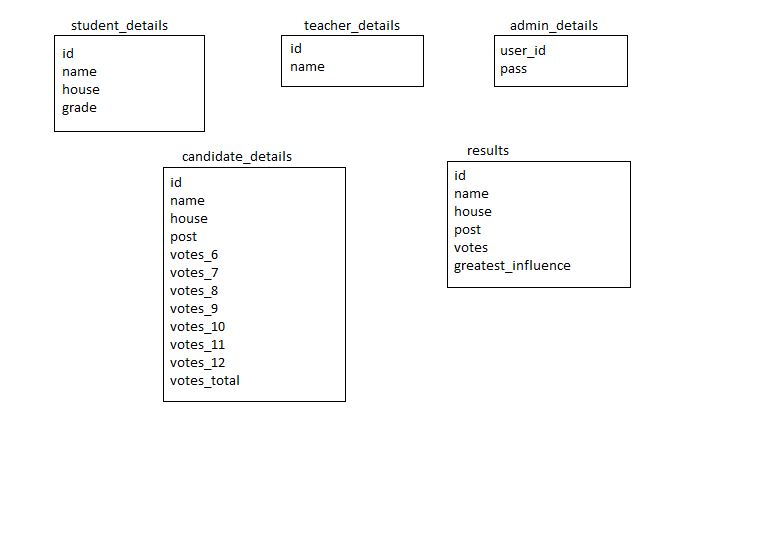 student_details
id
name
house
grade
teacher_details
id
name
admin_details
user_id
pass
candidate_details
id
name
house
post
votes_6
votes_7
votes_8
votes_9
votes_10
votes_11
votes_12
votes_total
results
id
name
house
post
votes
greatest_influence